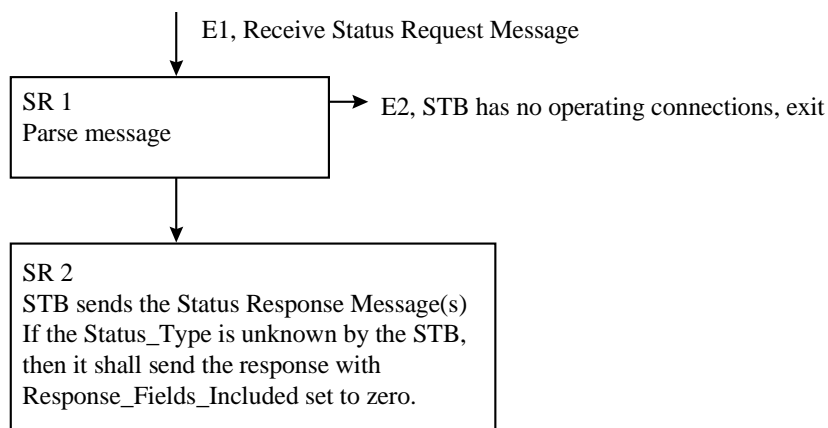 E1, Receive Status Request Message
SR 1
Parse message
E2, STB has no operating connections, exit
SR 2
STB sends the Status Response Message(s)
If the Status_Type is unknown by the STB,
then it shall send the response with
Response_Fields_Included set to zero.